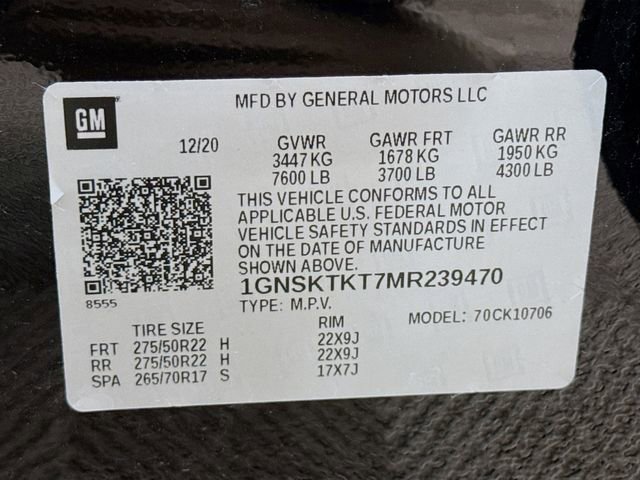 MFD BY GENERAL MOTORS LLC
GM
12/20 GVWR GAWR FRT GAWR RR
3447 KG 1678 KG 1950 KG
7600 LB 3700 LB 4300 LB
THIS VEHICLE CONFORMS TO ALL
APPLICABLE U.S. FEDERAL MOTOR
VEHICLE SAFETY STANDARDS IN EFFECT
ON THE DATE OF MANUFACTURE
SHOWN ABOVE.
8555
1GNSKTKT7MR239470
TYPE: M.P.V.
MODEL: 70CK10706
TIRE SIZE RIM
FRT 275/50R22 H 22X9J
RR 275/50R22 H 22X9J
SPA 265/70R17 S 17X7J